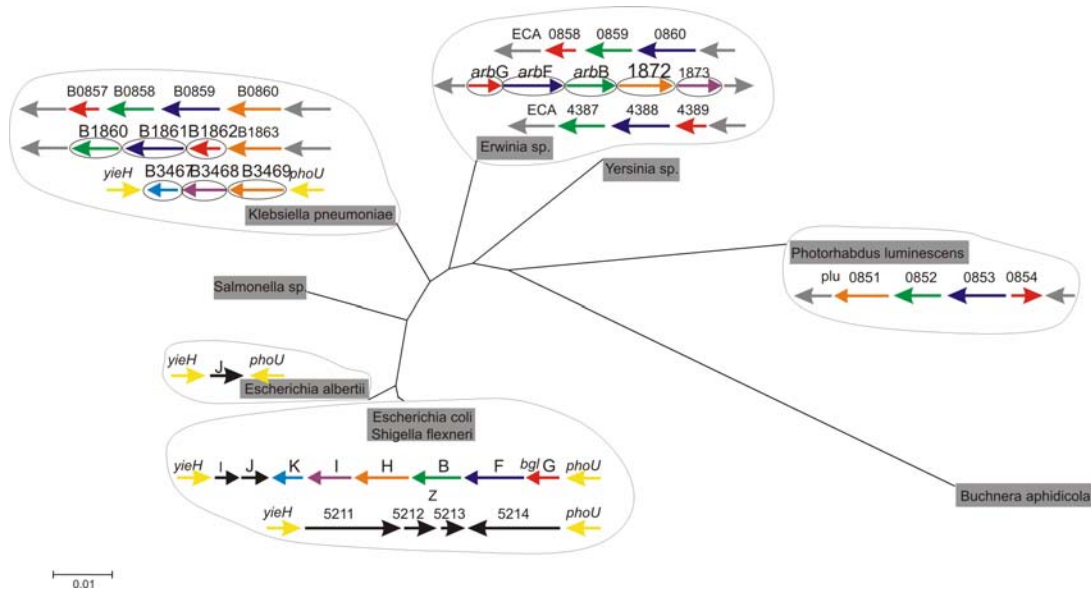 ECA 0858 0859 0860
arbG arbF arbB 1872 1873
ECA 4387 4388 4389
Erwinia sp.
Yersinia sp.
B0857 B0858 B0859 B0860
B1860 B1861 B1862 B1863
yieH B3467 B3468 B3469 phoU
Klebsiella pneumoniae
Photorhabdus luminescens
plu 0851 0852 0853 0854
Salmonella sp.
yieH J phoU
Escherichia albertii
Escherichia coli
Shigella flexneri
yieH I J K I H B F bgl G phoU
Z
yieH 5211 5212 5213 5214 phoU
Buchnera aphidicola
0.01